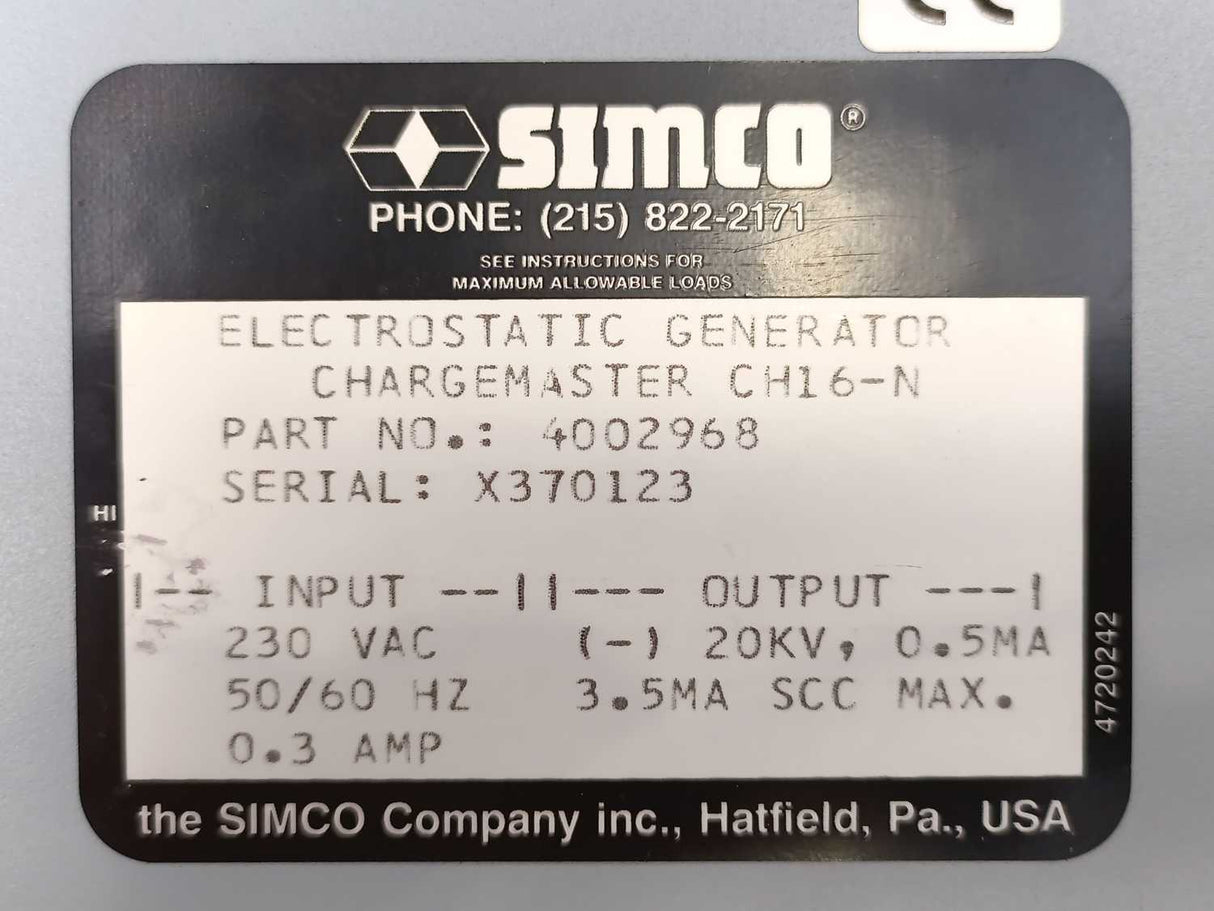 CE
SIMCO®
PHONE: (215) 822-2171
SEE INSTRUCTIONS FOR
MAXIMUM ALLOWABLE LOADS
ELECTROSTATIC GENERATOR
CHARGEMASTER CH16-N
PART NO.: 4002968
SERIAL: X370123
HI
|-- INPUT --||--- OUTPUT ---|
230 VAC (-) 20KV, 0.5MA
50/60 HZ 3.5MA SCC MAX.
0.3 AMP
4720242
the SIMCO Company inc., Hatfield, Pa., USA